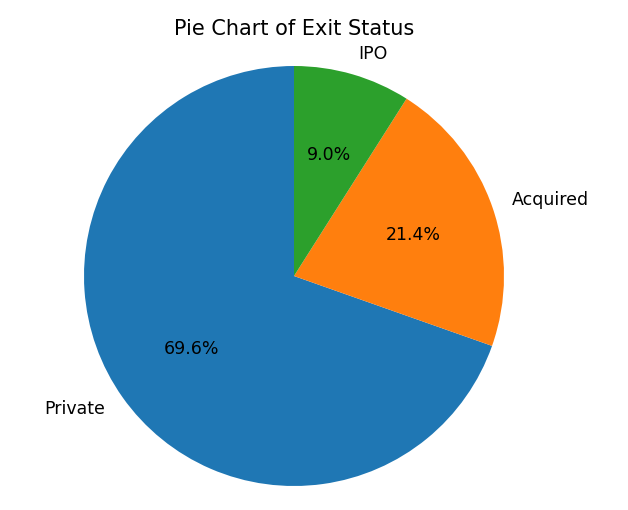 Pie Chart of Exit Status
IPO
9.0%
Acquired
21.4%
69.6%
Private